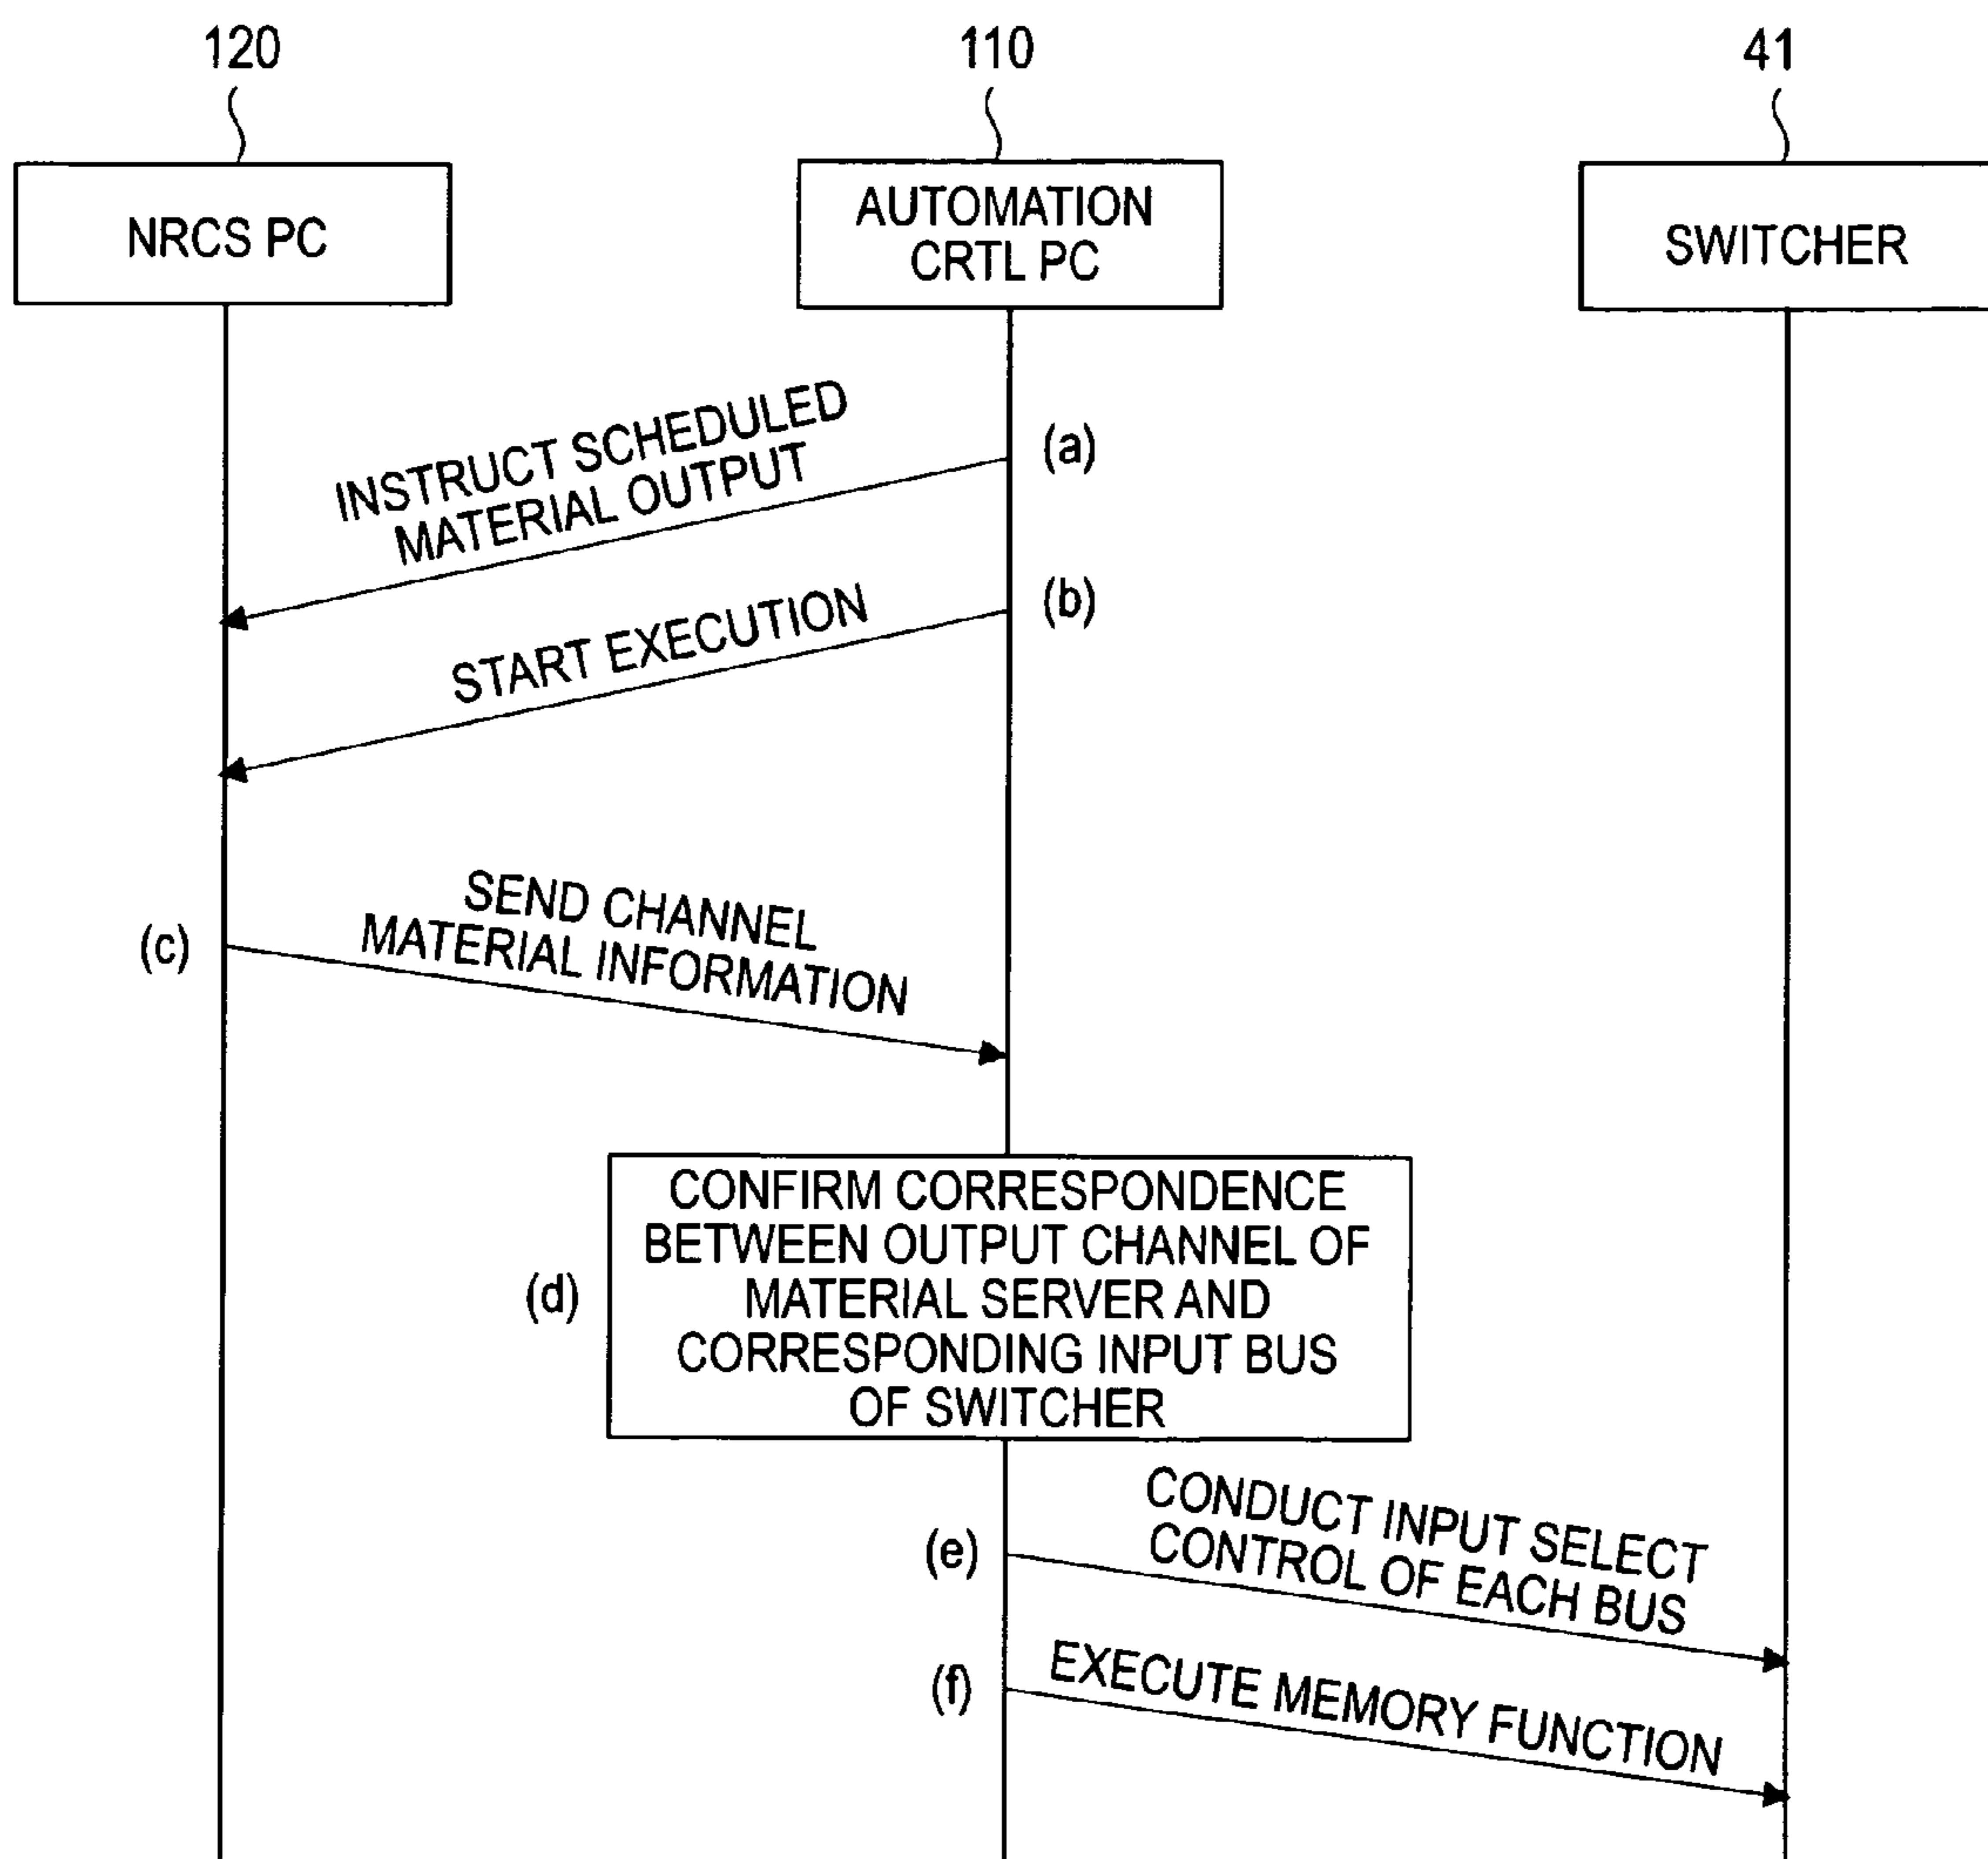 120
110
41
NRCS PC
AUTOMATION
CRTL PC
SWITCHER
INSTRUCT SCHEDULED
MATERIAL OUTPUT
(a)
START EXECUTION
(b)
(c)
SEND CHANNEL
MATERIAL INFORMATION
(d)
CONFIRM CORRESPONDENCE
BETWEEN OUTPUT CHANNEL OF
MATERIAL SERVER AND
CORRESPONDING INPUT BUS
OF SWITCHER
(e)
CONDUCT INPUT SELECT
CONTROL OF EACH BUS
(f)
EXECUTE MEMORY FUNCTION